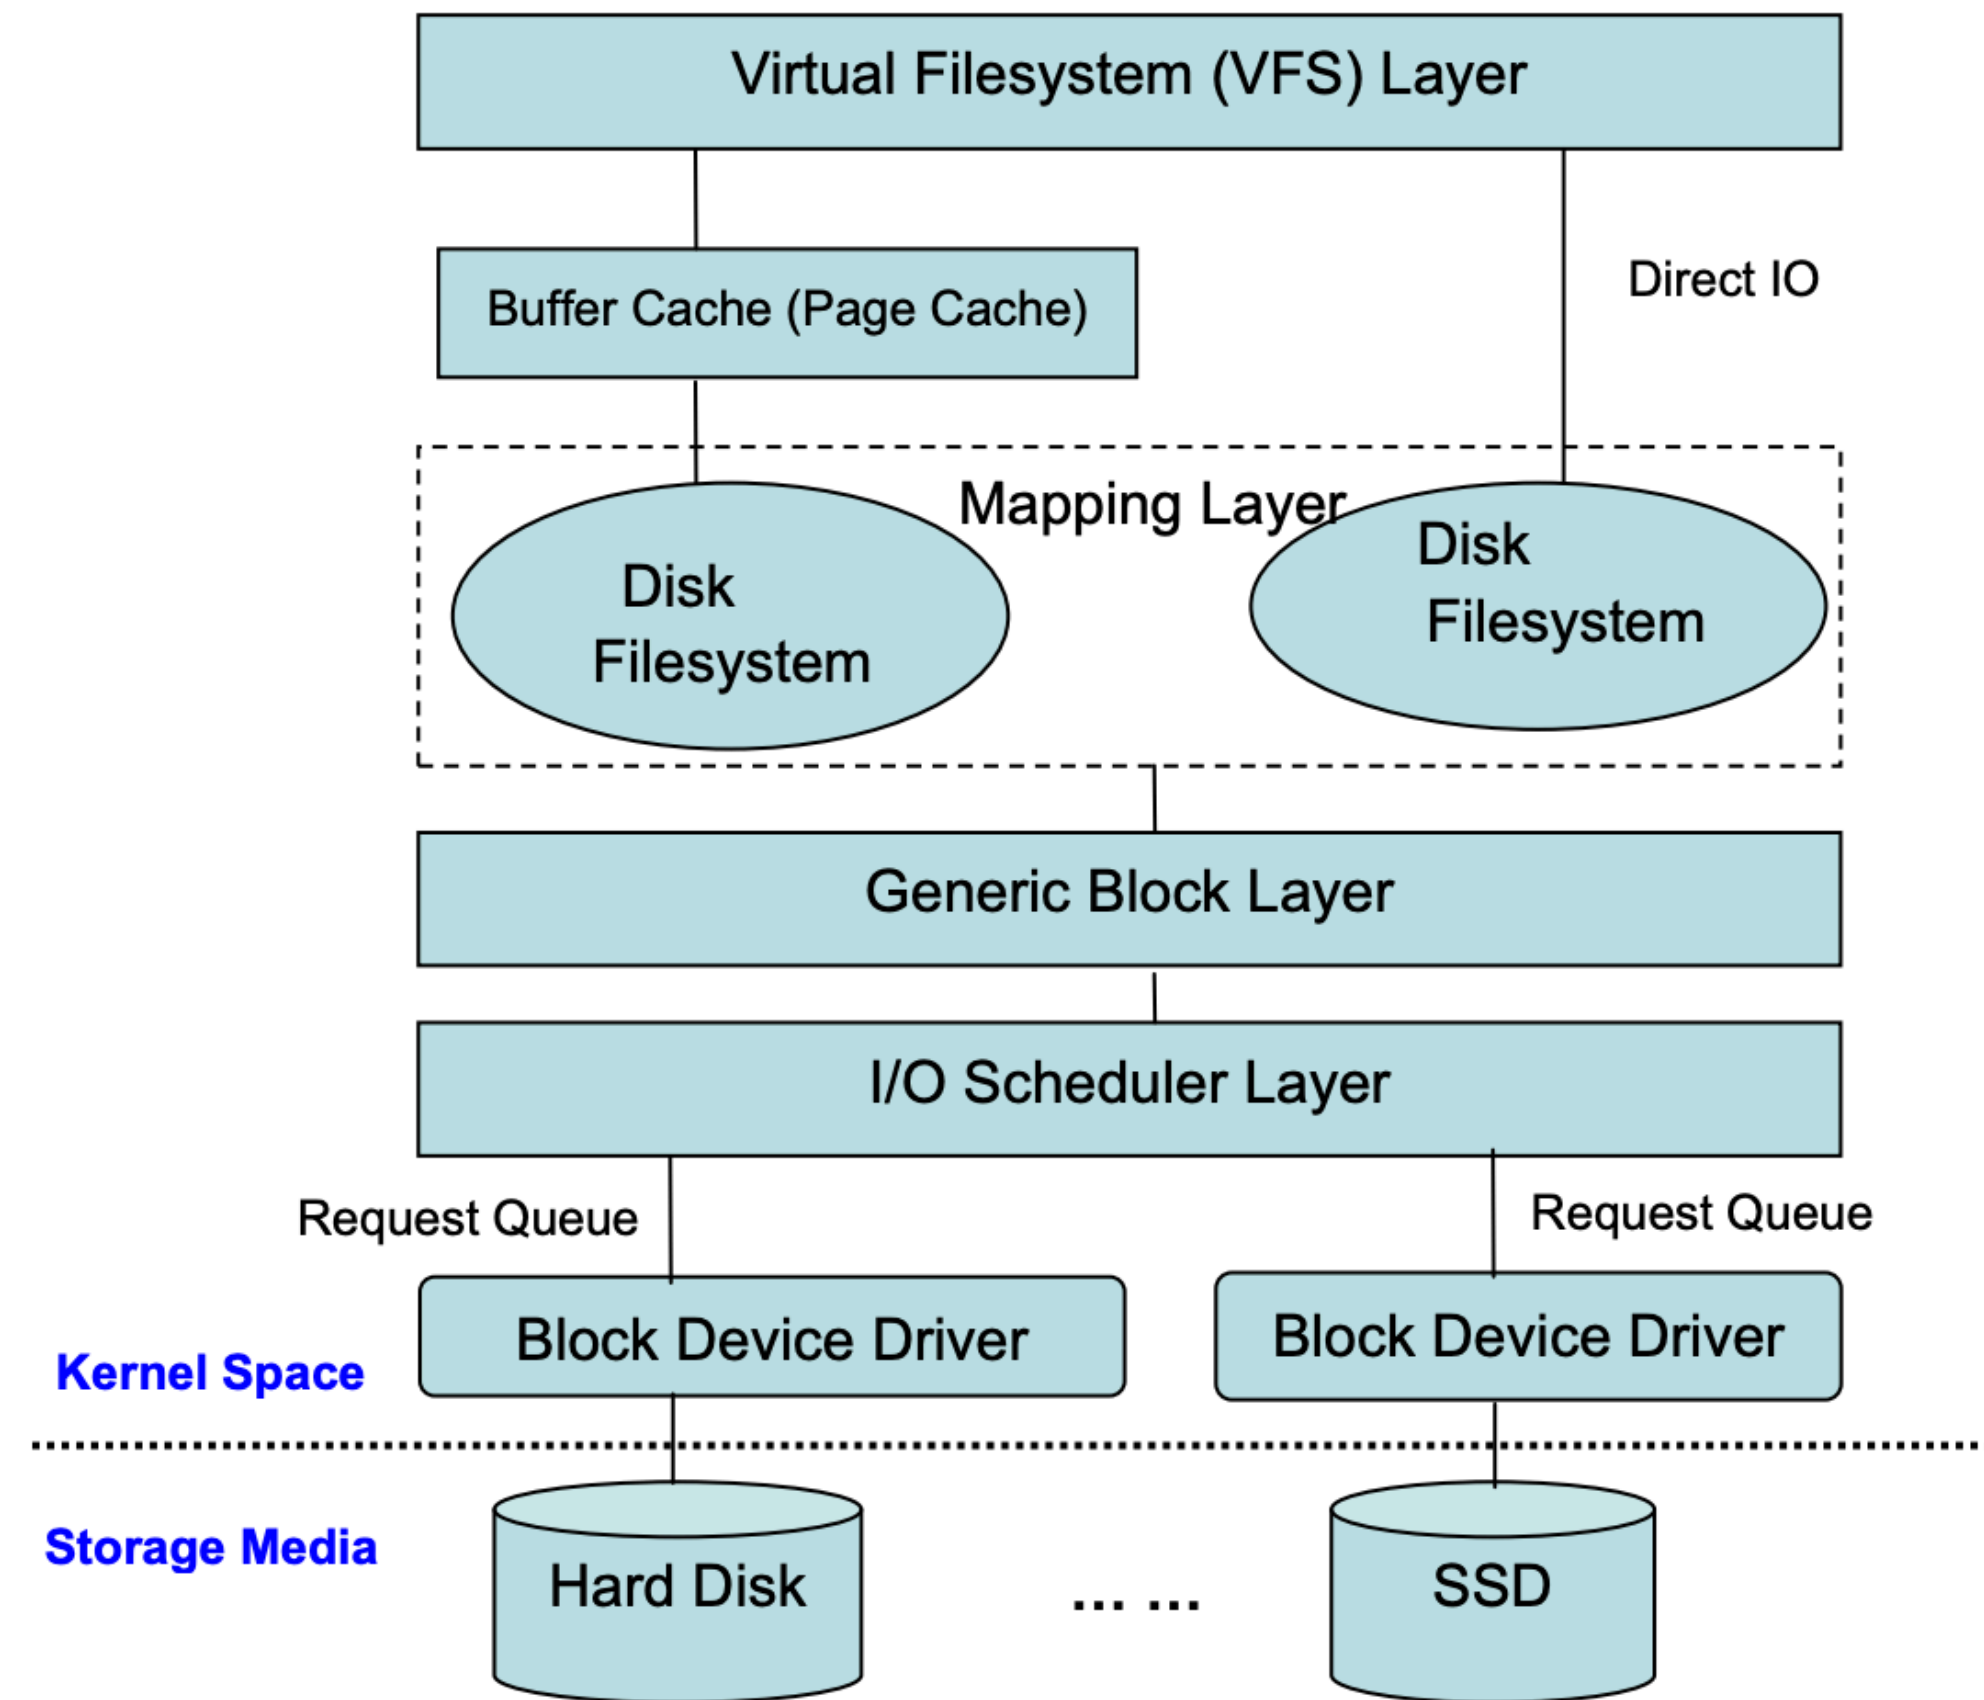 Virtual Filesystem (VFS) Layer
Direct IO
Buffer Cache (Page Cache)
Mapping Layer
Disk
Filesystem
Disk
Filesystem
Generic Block Layer
I/O Scheduler Layer
Request Queue
Request Queue
Block Device Driver
Block Device Driver
Kernel Space
Storage Media
Hard Disk
... ...
SSD